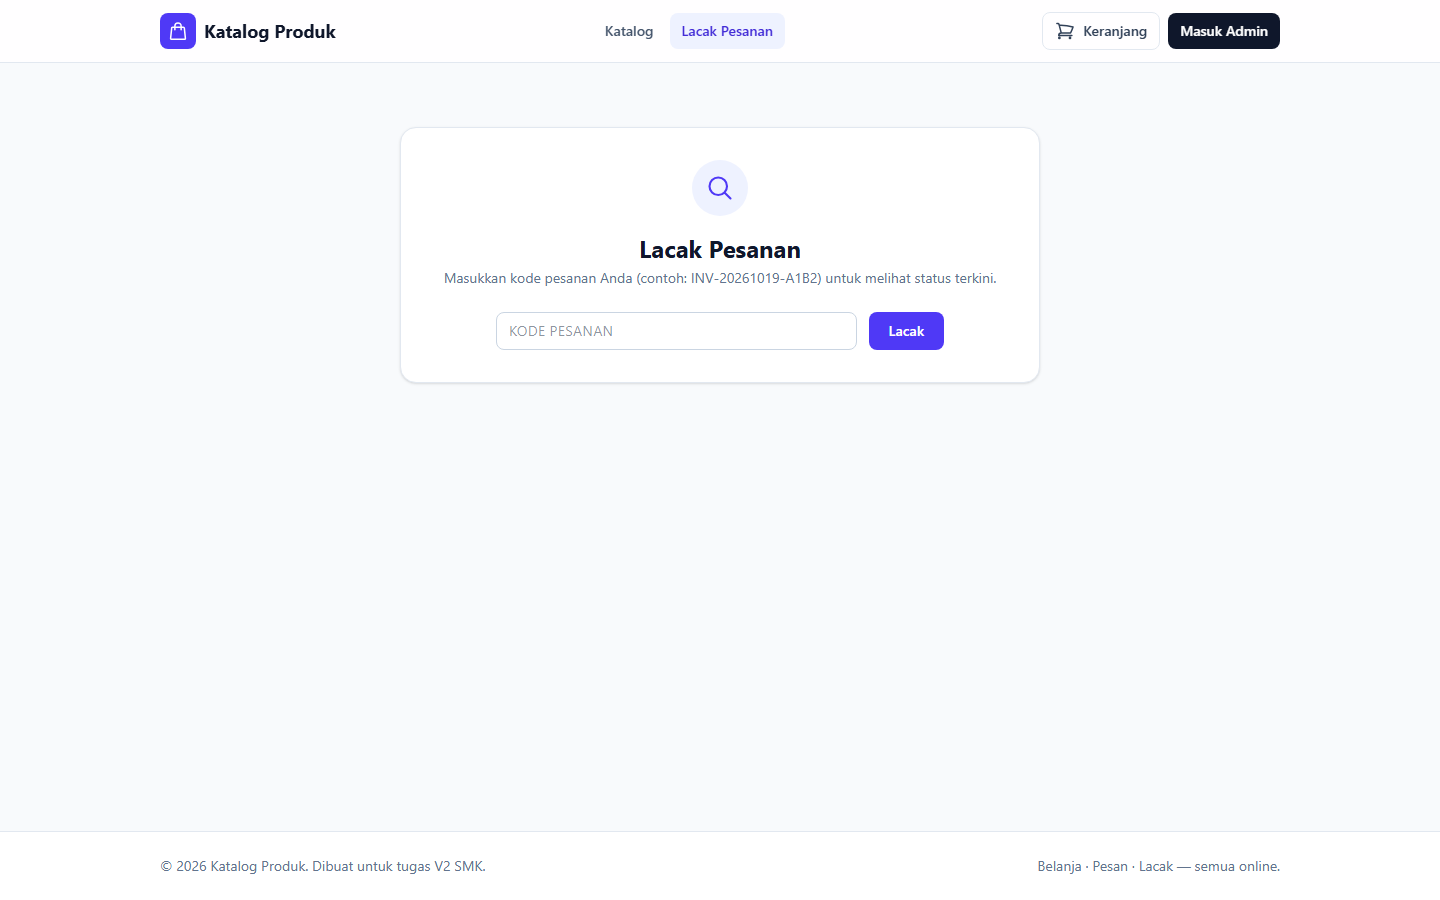 Katalog Produk
Katalog
Lacak Pesanan
Keranjang
Masuk Admin
Lacak Pesanan
Masukkan kode pesanan Anda (contoh: INV-20261019-A1B2) untuk melihat status terkini.
KODE PESANAN
Lacak
© 2026 Katalog Produk. Dibuat untuk tugas V2 SMK.
Belanja · Pesan · Lacak — semua online.